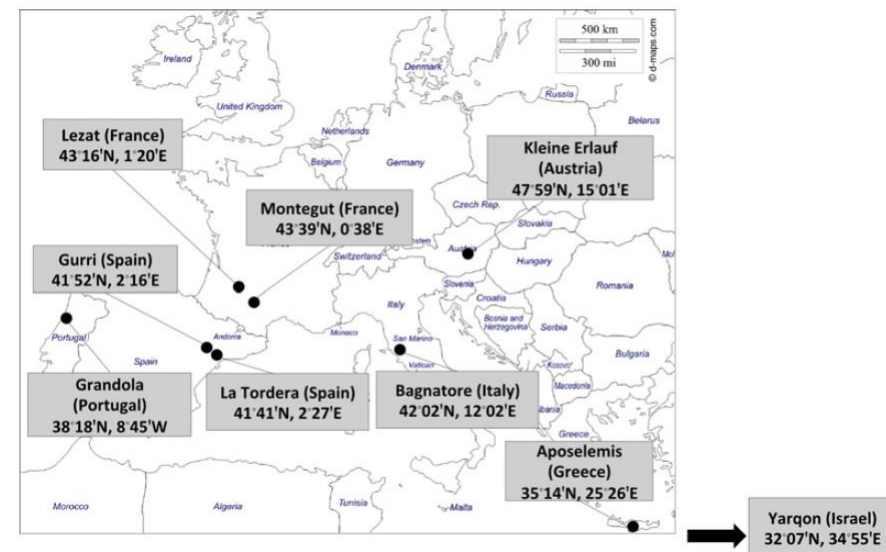 500 km
300 mi
© d-maps.com
Ireland
Denmark
Russia
United Kingdom
Belarus
Netherlands
Lezat (France)
43°16'N, 1°20'E
Belgium
Germany
Kleine Erlauf
(Austria)
47°59'N, 15°01'E
Czech Rep.
Montegut (France)
43°39'N, 0°38'E
Slovakia
Austria
Switzerland
Hungary
Gurri (Spain)
41°52'N, 2°16'E
Slovenia
Romania
Italy
Croatia
Bosnia and
Herzegovina
Serbia
Monaco
San Marino
Portugal
Andorra
Spain
Bulgaria
Vatican
Kosovo
Macedonia
Grandola
(Portugal)
38°18'N, 8°45'W
La Tordera (Spain)
41°41'N, 2°27'E
Bagnatore (Italy)
42°02'N, 12°02'E
Greece
Aposelemis
(Greece)
35°14'N, 25°26'E
Morocco
Algeria
Tunisia
Malta
Yarqon (Israel)
32°07'N, 34°55'E